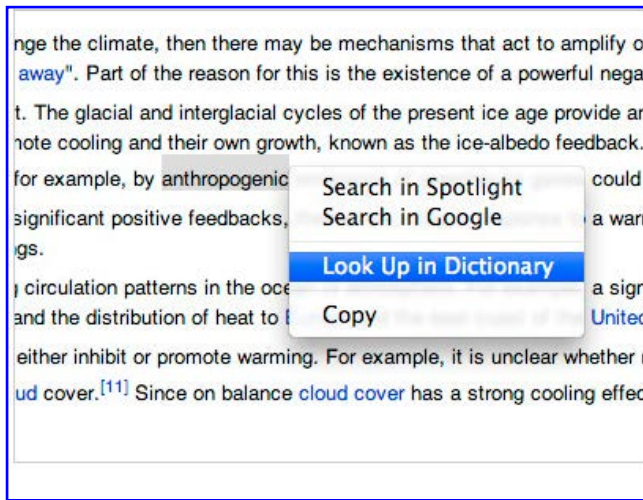 nge the climate, then there may be mechanisms that act to amplify o
away". Part of the reason for this is the existence of a powerful nega
t. The glacial and interglacial cycles of the present ice age provide an
note cooling and their own growth, known as the ice-albedo feedback.
for example, by anthropogenic could
Search in Spotlight
significant positive feedbacks, a warr
Search in Google
gs.
Look Up in Dictionary
circulation patterns in the oce a sign
Copy
and the distribution of heat to United
either inhibit or promote warming. For example, it is unclear whether
ud cover.[11] Since on balance cloud cover has a strong cooling effec